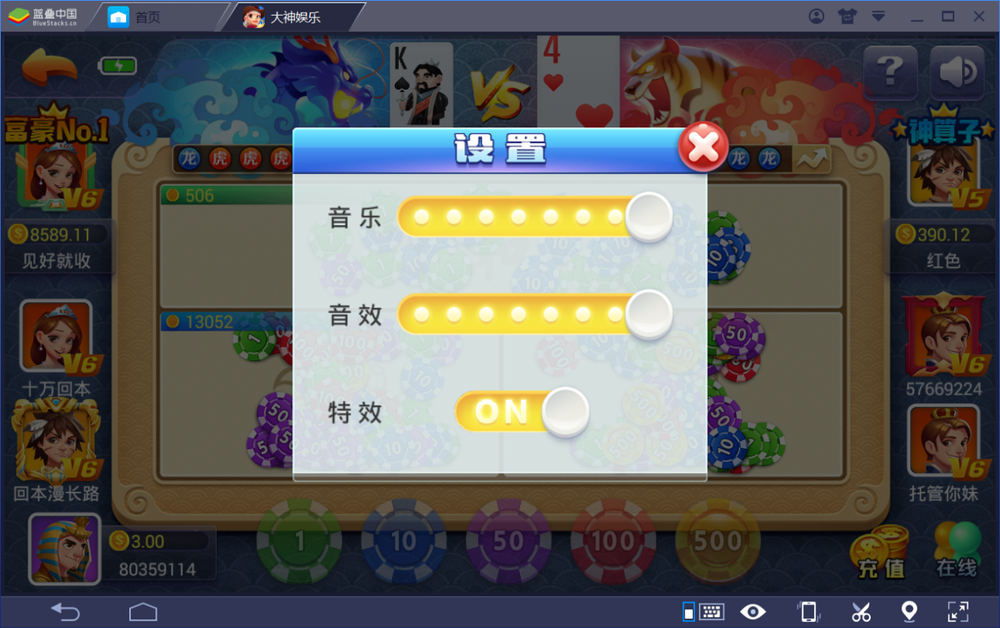 蓝叠中国
BlueStacks.cn
首页
大神娱乐
K
VS
4
?
富豪No.1
神算子
设置
龙 虎 虎 虎
龙 龙
V6
V5
506
音乐
8589.11
390.12
见好就收
红色
13052
音效
V6
V6
十万回本
57669224
特效
ON
V6
V6
回本漫长路
托管你妹
3.00
80359114
1
10
50
100
500
充值
在线